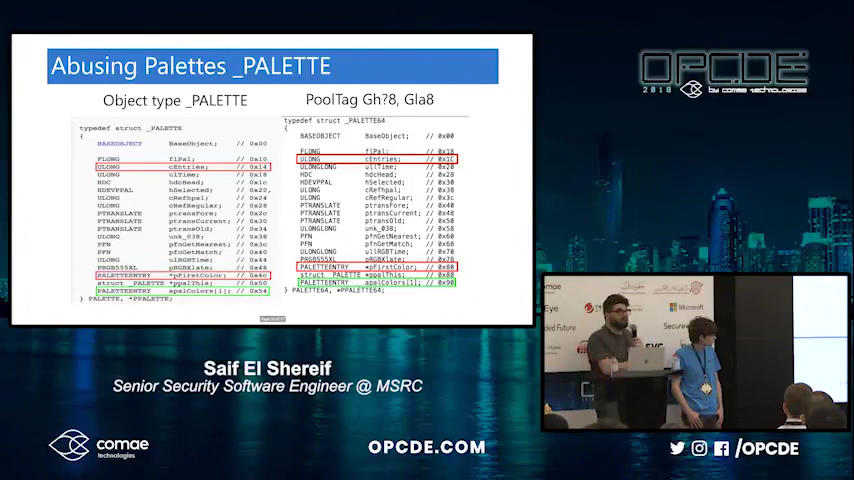 Abusing Palettes _PALETTE
Object type _PALETTE
typedef struct _PALETTE
{
BASEOBJECT BaseObject; // 0x00
FLONG flPal; // 0x10
ULONG cEntries; // 0x14
ULONG ulTime; // 0x18
HDC hdcHead; // 0x1c
HDEVPPAL hSelected; // 0x20,
ULONG cRefhpal; // 0x24
ULONG cRefRegular; // 0x28
PTRANSLATE ptransFore; // 0x2c
PTRANSLATE ptransCurrent; // 0x30
PTRANSLATE ptransOld; // 0x34
ULONG unk_038; // 0x38
PFN pfnGetNearest; // 0x3c
PFN pfnGetMatch; // 0x40
ULONG ulRGBTime; // 0x44
PRGB555XL pRGBXlate; // 0x48
PALETTEENTRY *pFirstColor; // 0x4c
struct _PALETTE *ppalThis; // 0x50
PALETTEENTRY apalColors[1]; // 0x54
} PALETTE, *PPALETTE;
PoolTag Gh?8, Gla8
typedef struct _PALETTE64
{
BASEOBJECT BaseObject; // 0x00
FLONG flPal; // 0x18
ULONG cEntries; // 0x1C
ULONGLONG ullTime; // 0x20
HDC hdcHead; // 0x28
HDEVPPAL hSelected; // 0x30
ULONG cRefhpal; // 0x38
ULONG cRefRegular; // 0x3c
PTRANSLATE ptransFore; // 0x40
PTRANSLATE ptransCurrent; // 0x48
PTRANSLATE ptransOld; // 0x50
ULONG unk_038; // 0x58
PFN pfnGetNearest; // 0x60
PFN pfnGetMatch; // 0x68
ULONGLONG ullRGBTime; // 0x70
PRGB555XL pRGBXlate; // 0x78
PALETTEENTRY *pFirstColor; // 0x80
struct _PALETTE *ppalThis; // 0x88
PALETTEENTRY apalColors[1]; // 0x90
} PALETTE64, *PPALETTE64;
OPCDE
2018 by comae technologies
comae
Microsoft
Saif El Shereif
Senior Security Software Engineer @ MSRC
comae
technologies
OPCDE.COM
/OPCDE